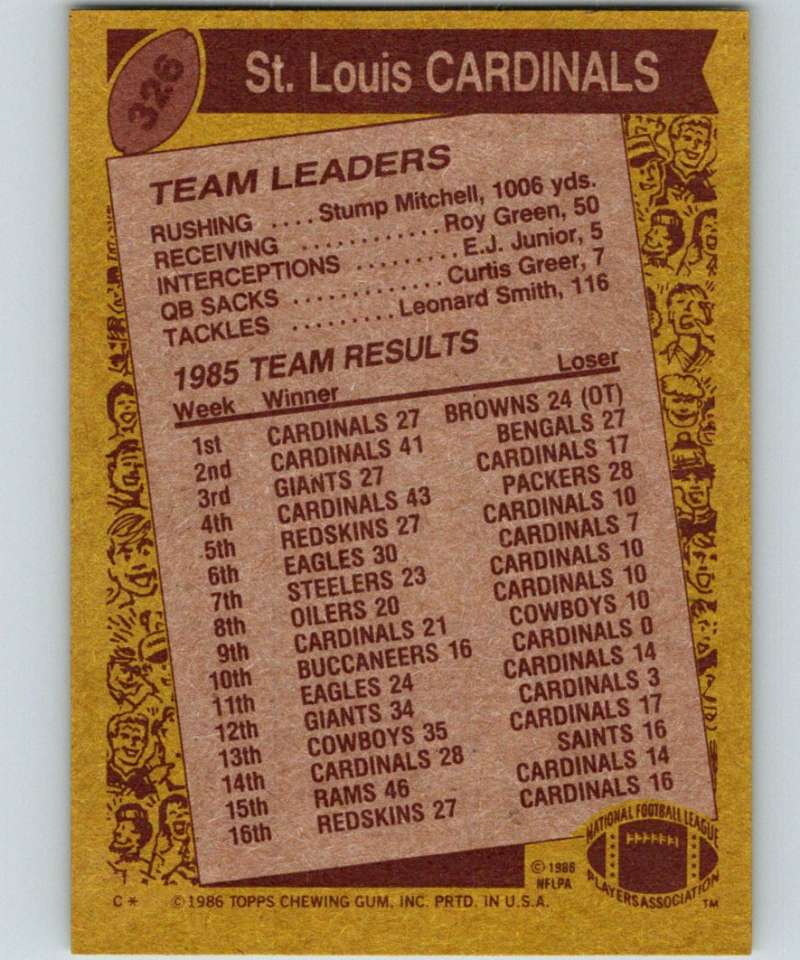 326
St. Louis CARDINALS
TEAM LEADERS
RUSHING .... Stump Mitchell, 1006 yds.
RECEIVING ............ Roy Green, 50
INTERCEPTIONS ......... E.J. Junior, 5
QB SACKS ............. Curtis Greer, 7
TACKLES ......... Leonard Smith, 116
1985 TEAM RESULTS
Week Winner Loser
1st CARDINALS 27 BROWNS 24 (OT)
2nd CARDINALS 41 BENGALS 27
3rd GIANTS 27 CARDINALS 17
4th CARDINALS 43 PACKERS 28
5th REDSKINS 27 CARDINALS 10
6th EAGLES 30 CARDINALS 7
7th STEELERS 23 CARDINALS 10
8th OILERS 20 CARDINALS 10
9th CARDINALS 21 COWBOYS 10
10th BUCCANEERS 16 CARDINALS 0
11th EAGLES 24 CARDINALS 14
12th GIANTS 34 CARDINALS 3
13th COWBOYS 35 CARDINALS 17
14th CARDINALS 28 SAINTS 16
15th RAMS 46 CARDINALS 14
16th REDSKINS 27 CARDINALS 16
NATIONAL FOOTBALL LEAGUE
PLAYERS ASSOCIATION TM
© 1986
NFLPA
C* © 1986 TOPPS CHEWING GUM, INC. PRTD. IN U.S.A.